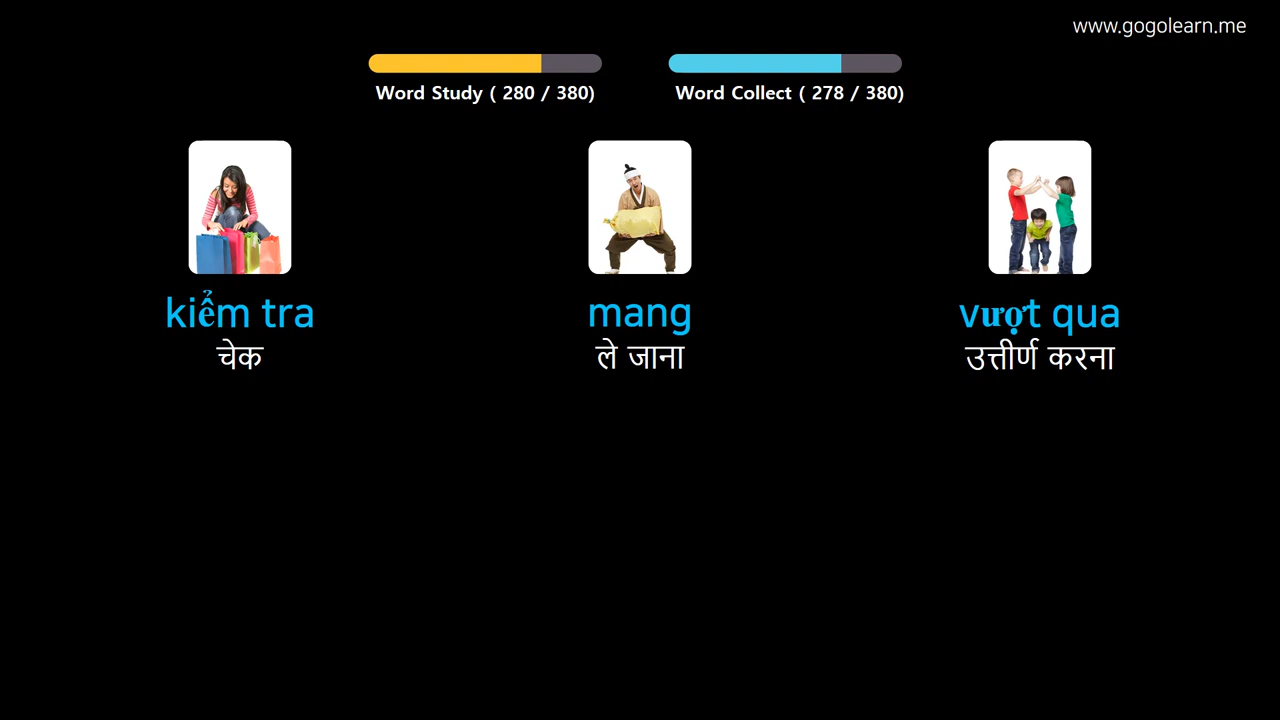 www.gogolearn.me
Word Study ( 280 / 380)
Word Collect ( 278 / 380)
kiểm tra
चेक
mang
ले जाना
vượt qua
उत्तीर्ण करना